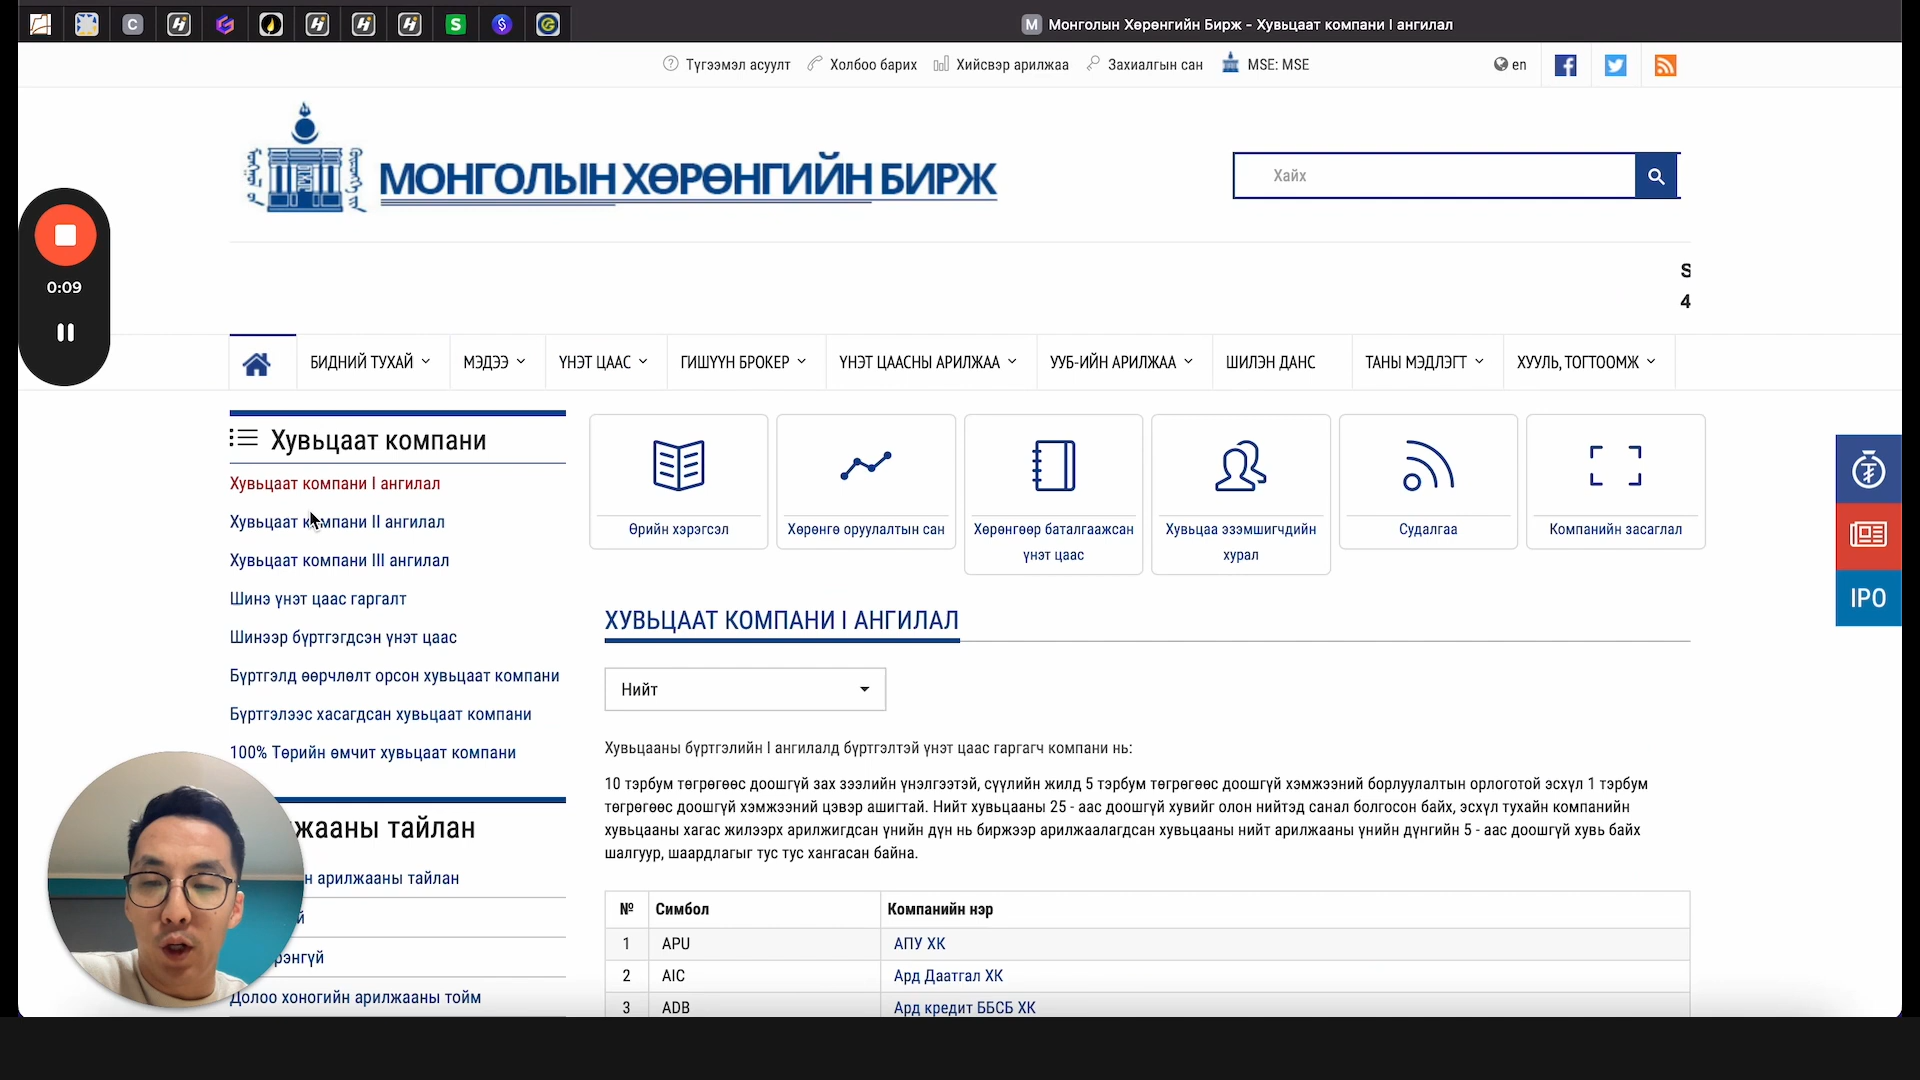 Монголын Хөрөнгийн Бирж - Хувьцаат компани I ангилал
Түгээмэл асуулт
Холбоо барих
Хийсвэр арилжаа
Захиалгын сан
MSE: MSE
en
МОНГОЛЫН ХӨРӨНГИЙН БИРЖ
Хайх
0:09
S
4
БИДНИЙ ТУХАЙ
МЭДЭЭ
ҮНЭТ ЦААС
ГИШҮҮН БРОКЕР
ҮНЭТ ЦААСНЫ АРИЛЖАА
УУБ-ИЙН АРИЛЖАА
ШИЛЭН ДАНС
ТАНЫ МЭДЛЭГТ
ХУУЛЬ, ТОГТООМЖ
Хувьцаат компани
Хувьцаат компани I ангилал
Хувьцаат компани II ангилал
Хувьцаат компани III ангилал
Шинэ үнэт цаас гаргалт
Шинээр бүртгэгдсэн үнэт цаас
Бүртгэлд өөрчлөлт орсон хувьцаат компани
Бүртгэлээс хасагдсан хувьцаат компани
100% Төрийн өмчит хувьцаат компани
жааны тайлан
н арилжааны тайлан
й
рэнгүй
Долоо хоногийн арилжааны тойм
Өрийн хэрэгсэл
Хөрөнгө оруулалтын сан
Хөрөнгөөр баталгаажсан
үнэт цаас
Хувьцаа эзэмшигчдийн
хурал
Судалгаа
Компанийн засаглал
IPO
ХУВЬЦААТ КОМПАНИ I АНГИЛАЛ
Нийт
Хувьцааны бүртгэлийн I ангилалд бүртгэлтэй үнэт цаас гаргагч компани нь:
10 тэрбум төгрөгөөс доошгүй зах зээлийн үнэлгээтэй, сүүлийн жилд 5 тэрбум төгрөгөөс доошгүй хэмжээний борлуулалтын орлоготой эсхүл 1 тэрбум
төгрөгөөс доошгүй хэмжээний цэвэр ашигтай. Нийт хувьцааны 25 - аас доошгүй хувийг олон нийтэд санал болгосон байх, эсхүл тухайн компанийн
хувьцааны хагас жилээрх арилжигдсан үнийн дүн нь биржээр арилжаалагдсан хувьцааны нийт арилжааны үнийн дүнгийн 5 - аас доошгүй хувь байх
шалгуур, шаардлагыг тус тус хангасан байна.
№ Симбол Компанийн нэр
1 APU АПУ ХК
2 AIC Ард Даатгал ХК
3 ADB Ард кредит ББСБ ХК